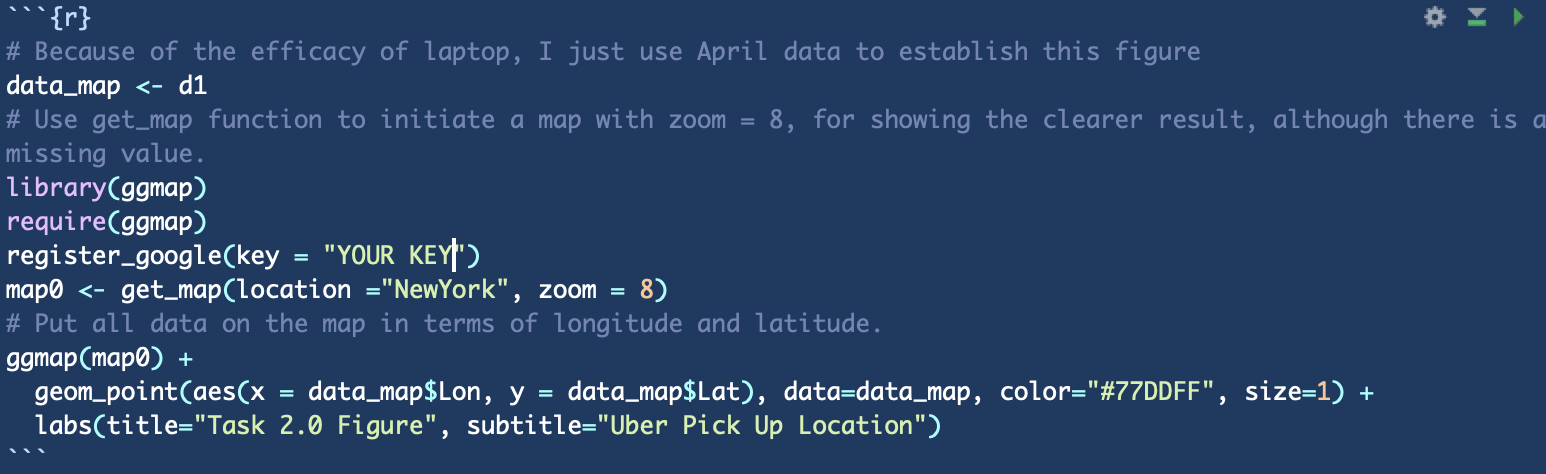 ```{r}
# Because of the efficacy of laptop, I just use April data to establish this figure
data_map <- d1
# Use get_map function to initiate a map with zoom = 8, for showing the clearer result, although there is a
missing value.
library(ggmap)
require(ggmap)
register_google(key = "YOUR KEY")
map0 <- get_map(location ="NewYork", zoom = 8)
# Put all data on the map in terms of longitude and latitude.
ggmap(map0) +
  geom_point(aes(x = data_map$Lon, y = data_map$Lat), data=data_map, color="#77DDFF", size=1) +
  labs(title="Task 2.0 Figure", subtitle="Uber Pick Up Location")
```